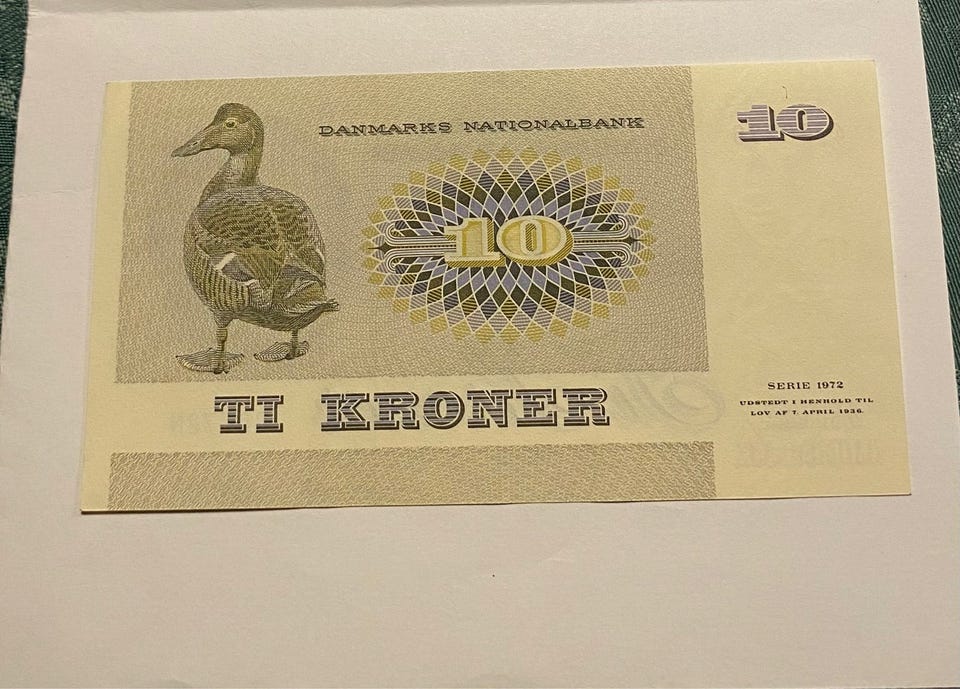 DANMARKS NATIONALBANK
10
10
TI KRONER
SERIE 1972
UDSTEDT I HENHOLD TIL
LOV AF 7. APRIL 1936.